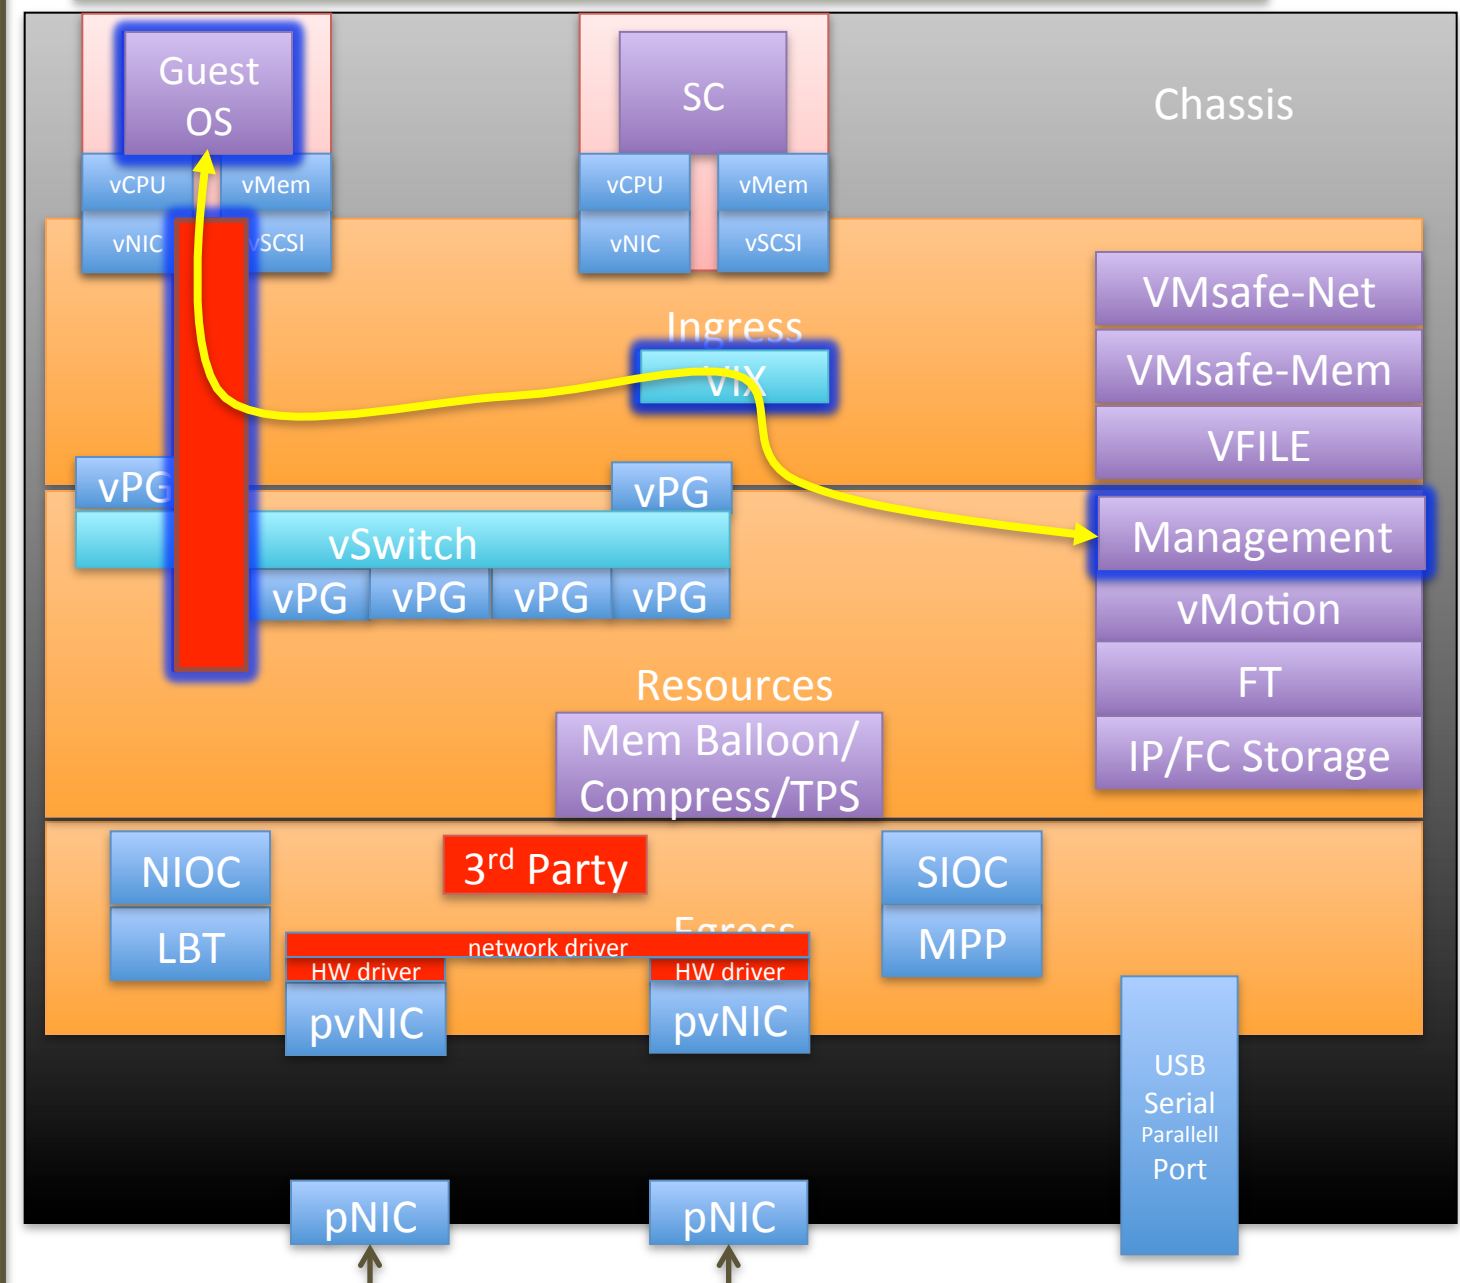 Guest
OS
SC
Chassis
vCPU
vMem
vCPU
vMem
vNIC
vSCSI
vNIC
vSCSI
VMsafe-Net
Ingress
VIX
VMsafe-Mem
VFILE
vPG
vPG
vSwitch
Management
vPG
vPG
vPG
vPG
vMotion
Resources
FT
Mem Balloon/
Compress/TPS
IP/FC Storage
NIOC
3rd Party
SIOC
LBT
Egress
MPP
network driver
HW driver
HW driver
pvNIC
pvNIC
USB
Serial
Parallell
Port
pNIC
pNIC